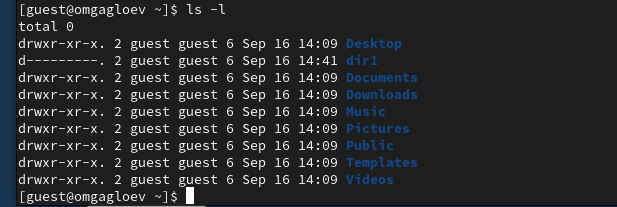 [guest@omgagloev ~]$ ls -l
total 0
drwxr-xr-x. 2 guest guest 6 Sep 16 14:09 Desktop
d---------. 2 guest guest 6 Sep 16 14:41 dir1
drwxr-xr-x. 2 guest guest 6 Sep 16 14:09 Documents
drwxr-xr-x. 2 guest guest 6 Sep 16 14:09 Downloads
drwxr-xr-x. 2 guest guest 6 Sep 16 14:09 Music
drwxr-xr-x. 2 guest guest 6 Sep 16 14:09 Pictures
drwxr-xr-x. 2 guest guest 6 Sep 16 14:09 Public
drwxr-xr-x. 2 guest guest 6 Sep 16 14:09 Templates
drwxr-xr-x. 2 guest guest 6 Sep 16 14:09 Videos
[guest@omgagloev ~]$